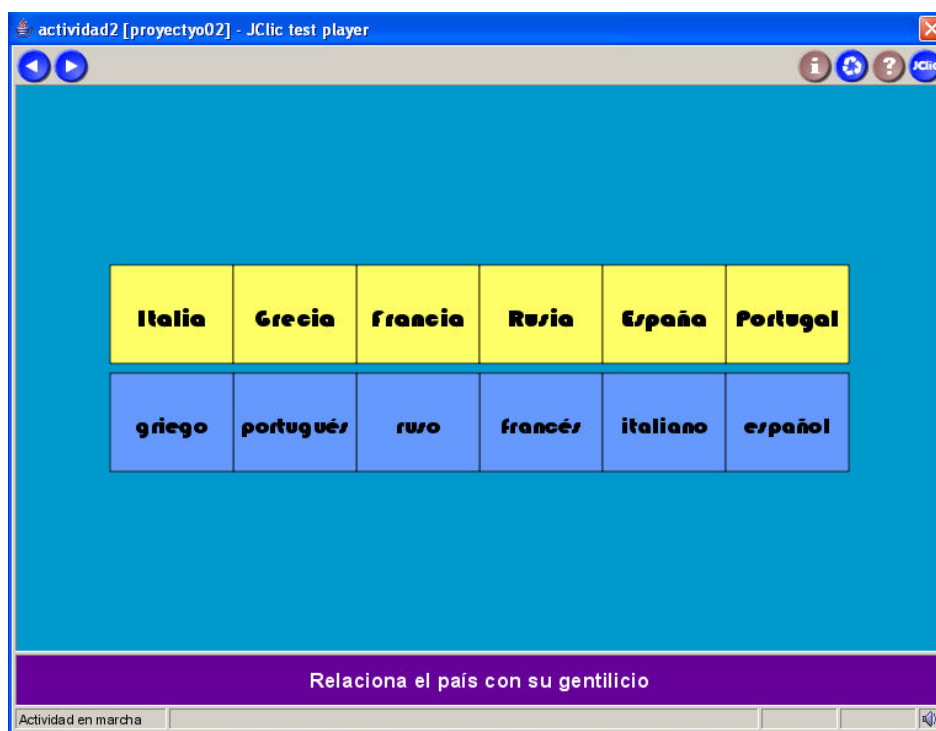 actividad2 [proyectyo02] - JClic test player
i ? JClic
Italia Grecia Francia Rusia España Portugal
griego portugués ruso francés italiano español
Relaciona el país con su gentilicio
Actividad en marcha